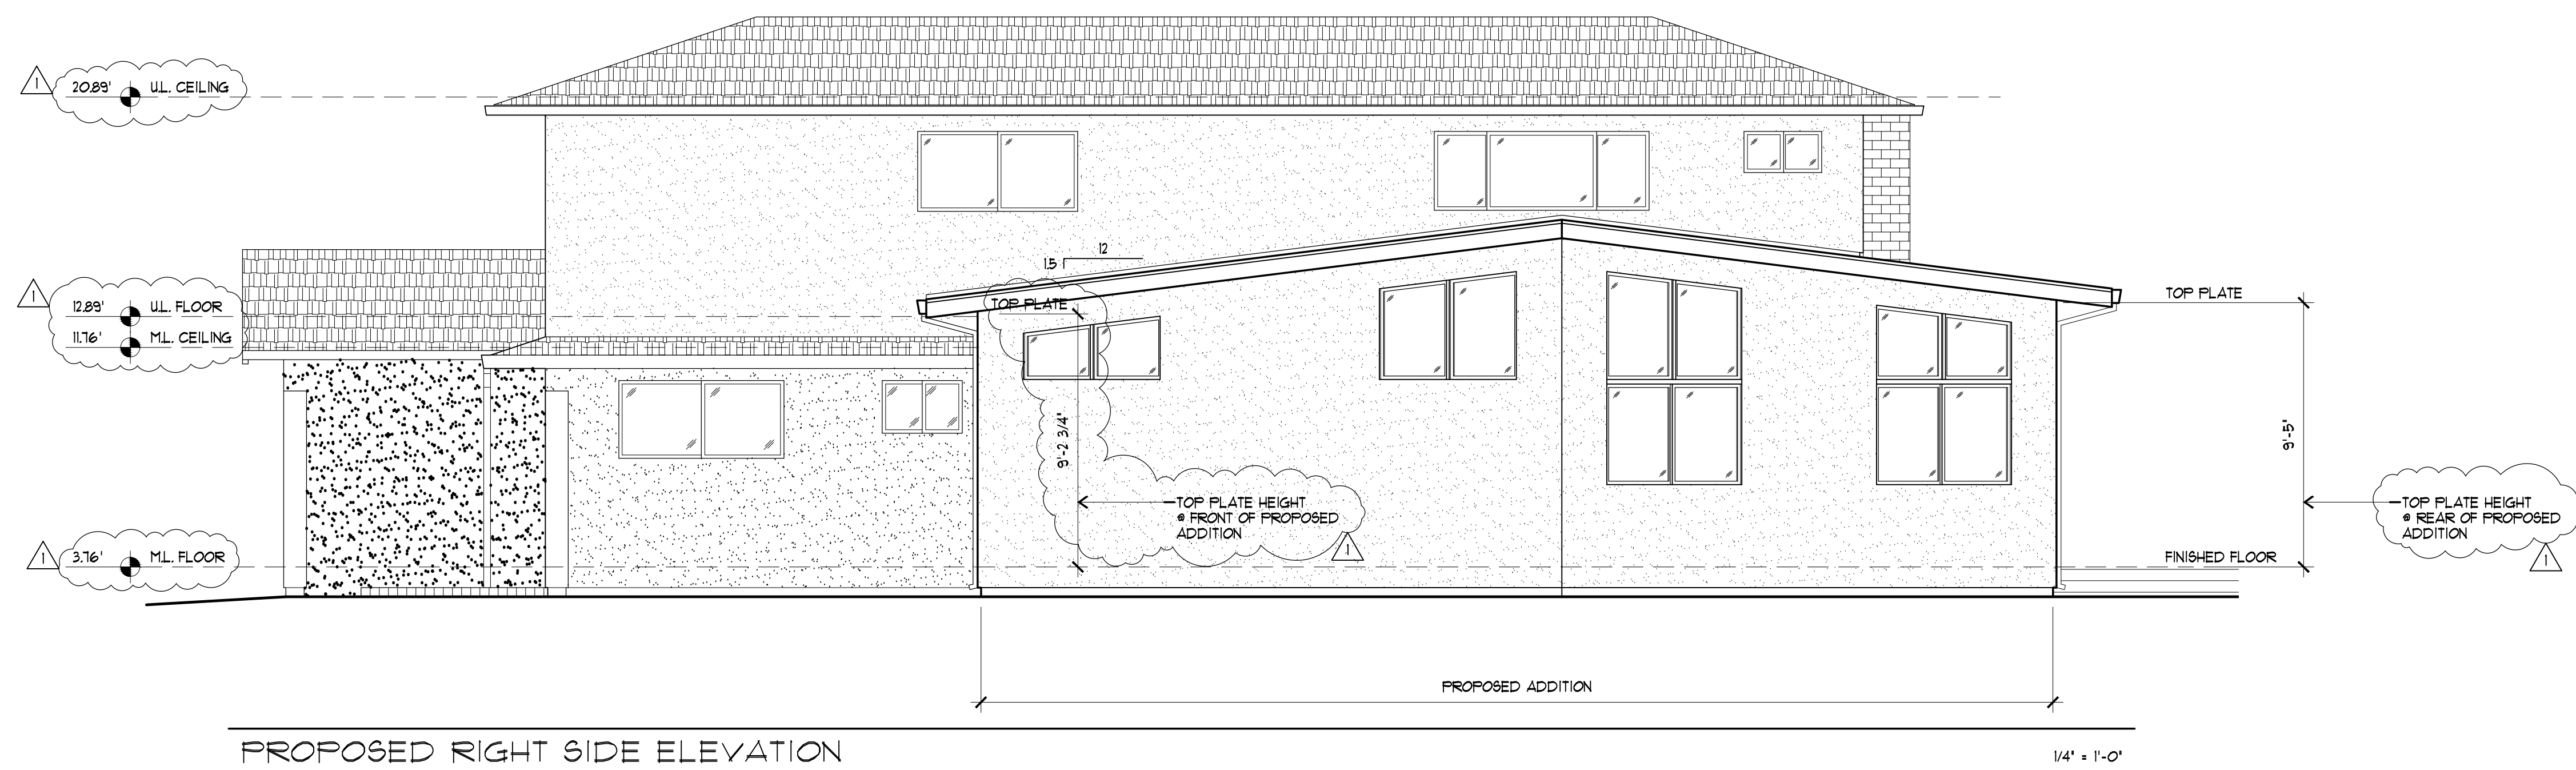 1
20.89' U.L. CEILING
12
1.5
1
12.89' U.L. FLOOR
11.76' M.L. CEILING
TOP PLATE
TOP PLATE
9'-2 3/4"
9'-5"
TOP PLATE HEIGHT
@ FRONT OF PROPOSED
ADDITION
1
TOP PLATE HEIGHT
@ REAR OF PROPOSED
ADDITION
1
1
3.76' M.L. FLOOR
FINISHED FLOOR
PROPOSED ADDITION
PROPOSED RIGHT SIDE ELEVATION
1/4" = 1'-0"